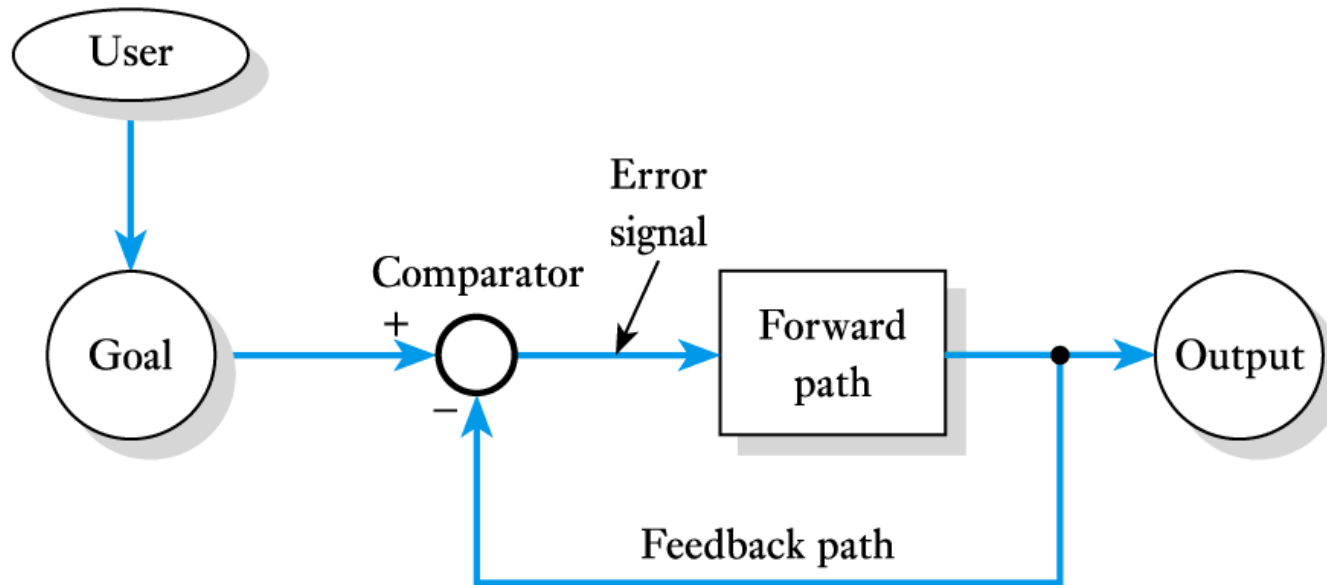 User
Error
signal
Comparator
+
Goal
Forward
path
Output
−
Feedback path